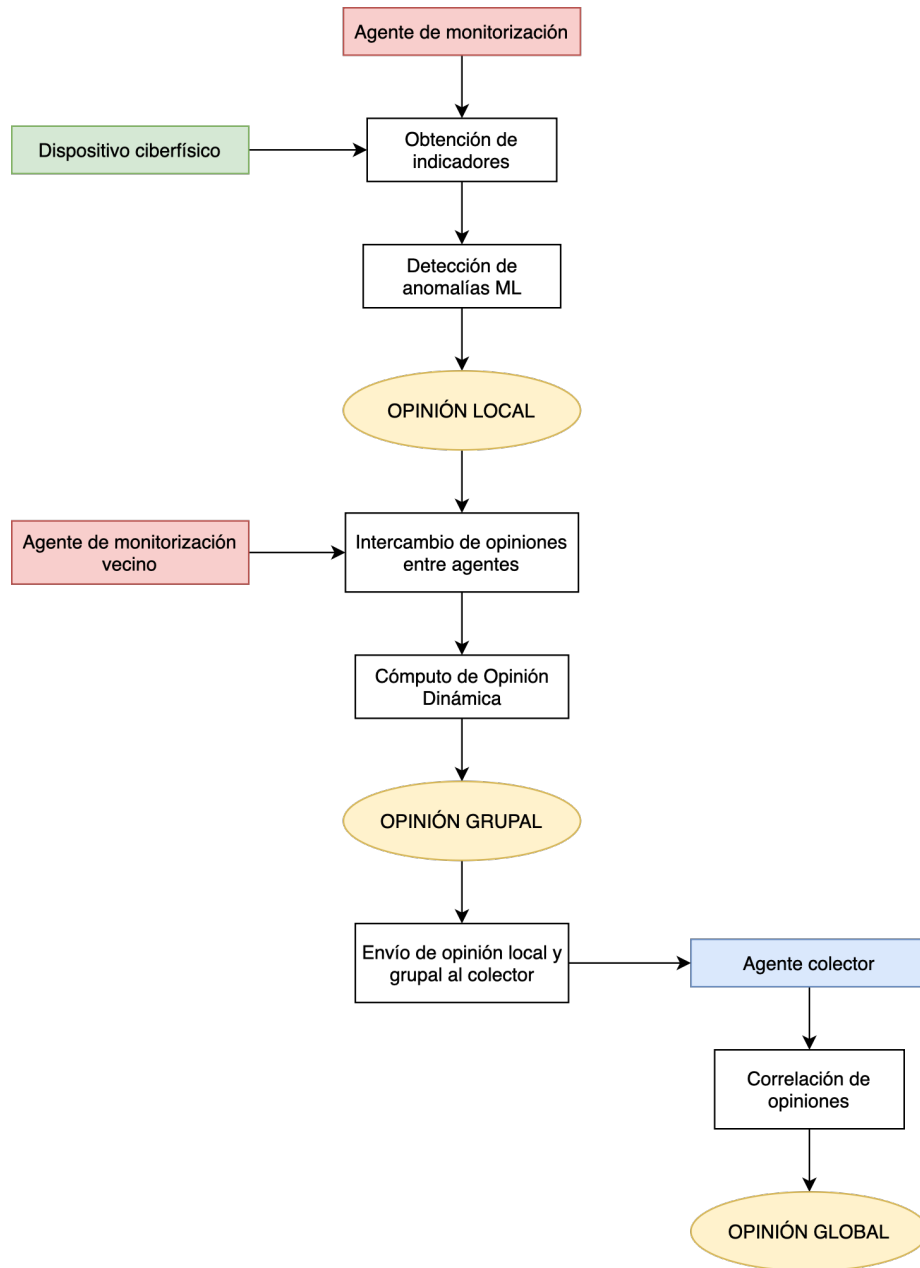 Agente de monitorización
Dispositivo ciberfísico
Obtención de
indicadores
Detección de
anomalías ML
OPINIÓN LOCAL
Agente de monitorización
vecino
Intercambio de opiniones
entre agentes
Cómputo de Opinión
Dinámica
OPINIÓN GRUPAL
Envío de opinión local y
grupal al colector
Agente colector
Correlación de
opiniones
OPINIÓN GLOBAL